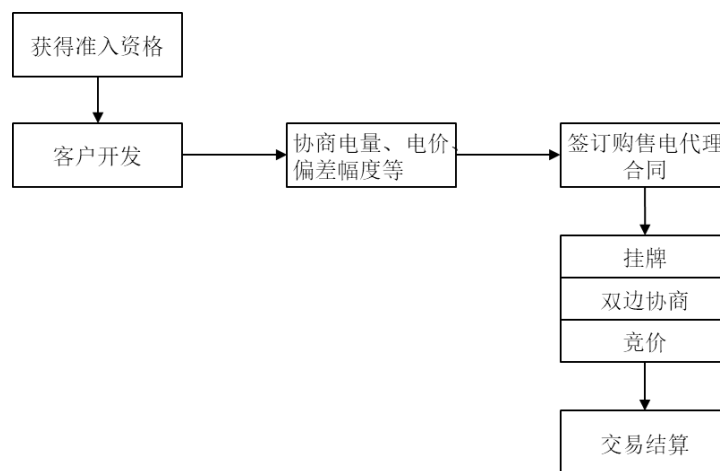 获得准入资格
客户开发
协商电量、电价、
偏差幅度等
签订购售电代理
合同
挂牌
双边协商
竞价
交易结算